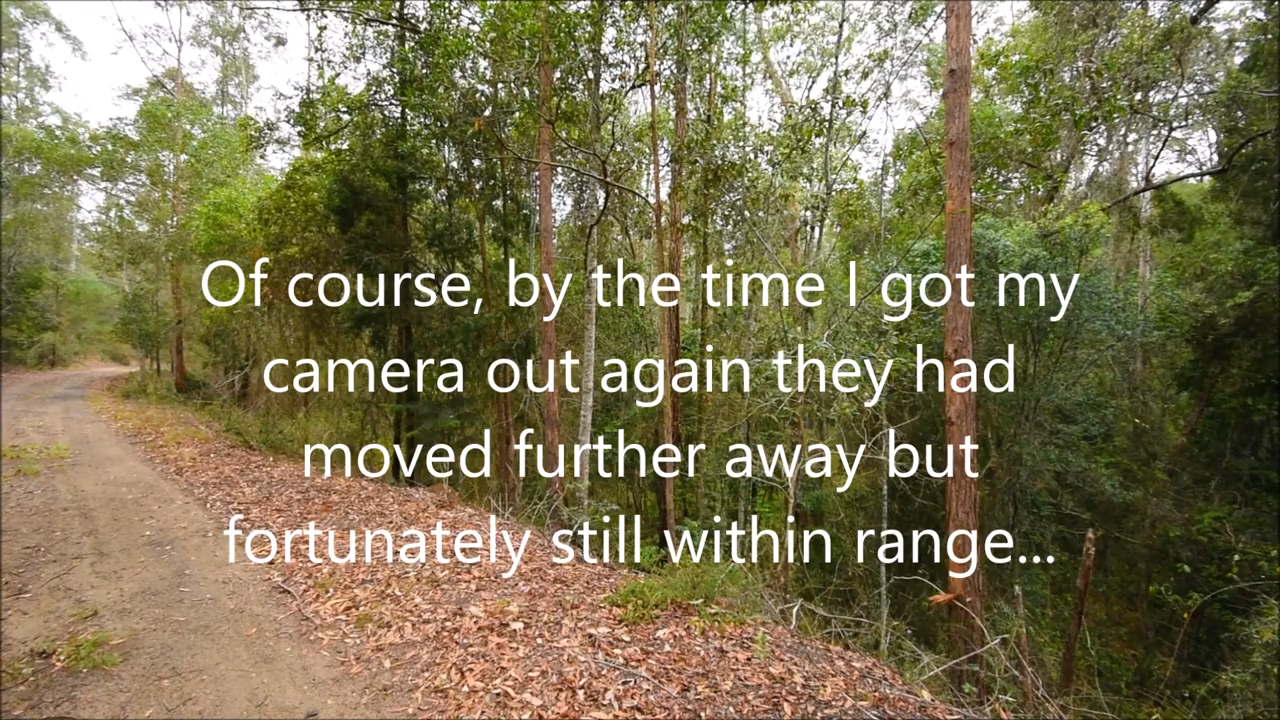 Of course, by the time I got my
camera out again they had
moved further away but
fortunately still within range...